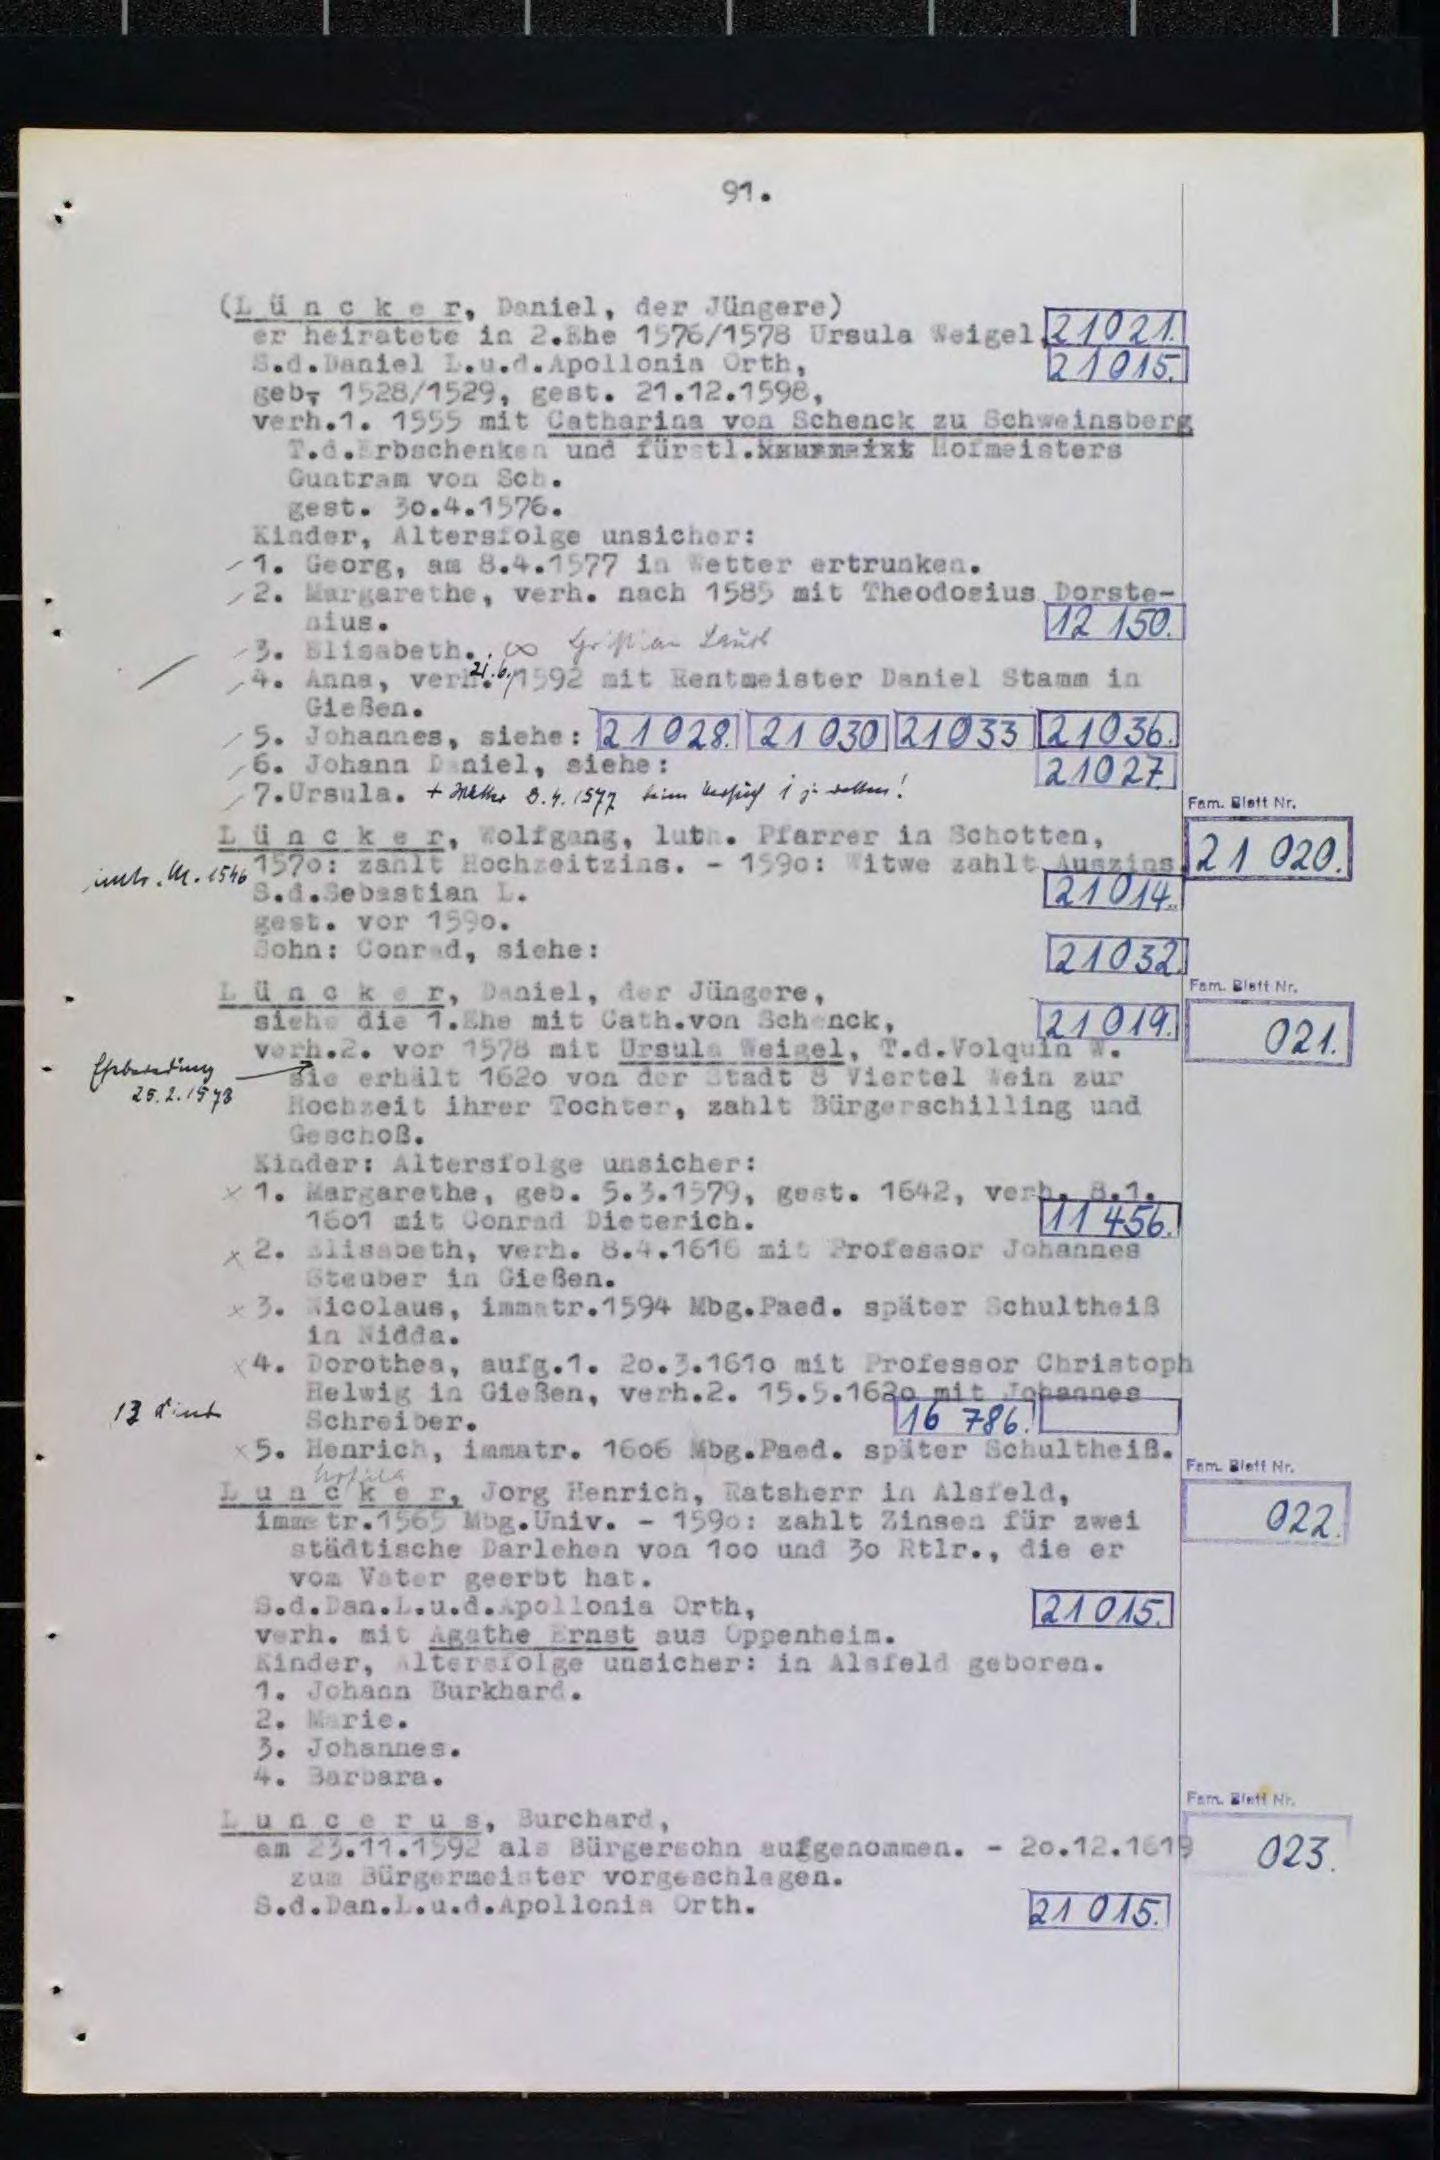 91.
(L ü n c k e r, Daniel, der Jüngere)
er heiratete in 2.Ehe 1576/1578 Ursula Weigel, 21021.
S.d.Daniel L.u.d.Apollonia Orth, 21015.
geb. 1528/1529, gest. 21.12.1598,
verh.1. 1555 mit Catharina von Schenck zu Schweinsberg
T.d.Erbschenken und fürstl. Hofmeisters
Guntram von Sch.
gest. 30.4.1576.
Kinder, Altersfolge unsicher:
1. Georg, am 8.4.1577 in Wetter ertrunken.
2. Margarethe, verh. nach 1585 mit Theodosius Dorste-
nius. 12 150.
3. Elisabeth. ∞
4. Anna, verh. 21.6. 1592 mit Rentmeister Daniel Stamm in
Gießen.
5. Johannes, siehe: 21028. 21030 21033 21036.
6. Johann Daniel, siehe: 21027.
7.Ursula. + Wetter 8.4.1577 beim Versuch 1 zu retten!
Fam. Blatt Nr.
L ü n c k e r, Wolfgang, luth. Pfarrer in Schotten,
1570: zahlt Hochzeitzins. - 1590: Witwe zahlt Auszins. 21 020.
imtr. M. 1546
S.d.Sebastian L. 21014.
gest. vor 1590.
Sohn: Conrad, siehe: 21032.
Fam. Blatt Nr.
L ü n c k e r, Daniel, der Jüngere,
siehe die 1.Ehe mit Cath.von Schenck, 21019. 021.
verh.2. vor 1578 mit Ursula Weigel, T.d.Volquin W.
Eheberedung
25.2.1578
sie erhält 1620 von der Stadt 8 Viertel Wein zur
Hochzeit ihrer Tochter, zahlt Bürgerschilling und
Geschoß.
Kinder: Altersfolge unsicher:
x 1. Margarethe, geb. 5.3.1579, gest. 1642, verh. 8.1.
1601 mit Conrad Dieterich. 11 456.
x 2. Elisabeth, verh. 8.4.1616 mit Professor Johannes
Steuber in Gießen.
x 3. Nicolaus, immatr.1594 Mbg.Paed. später Schultheiß
in Nidda.
x 4. Dorothea, aufg.1. 20.3.1610 mit Professor Christoph
Helwig in Gießen, verh.2. 15.5.1620 mit Johannes
13
Schreiber. 16 786.
x 5. Henrich, immatr. 1606 Mbg.Paed. später Schultheiß.
Fam. Blatt Nr.
L u n c k e r, Jorg Henrich, Ratsherr in Alsfeld,
immatr.1565 Mbg.Univ. - 1590: zahlt Zinsen für zwei 022.
städtische Darlehen von 100 und 30 Rtlr., die er
vom Vater geerbt hat.
S.d.Dan.L.u.d.Apollonia Orth, 21015.
verh. mit Agathe Ernst aus Oppenheim.
Kinder, Altersfolge unsicher: in Alsfeld geboren.
1. Johann Burkhard.
2. Marie.
3. Johannes.
4. Barbara.
Fam. Blatt Nr.
L u n c e r u s, Burchard,
am 23.11.1592 als Bürgersohn aufgenommen. - 20.12.1619 023.
zum Bürgermeister vorgeschlagen.
S.d.Dan.L.u.d.Apollonia Orth. 21015.